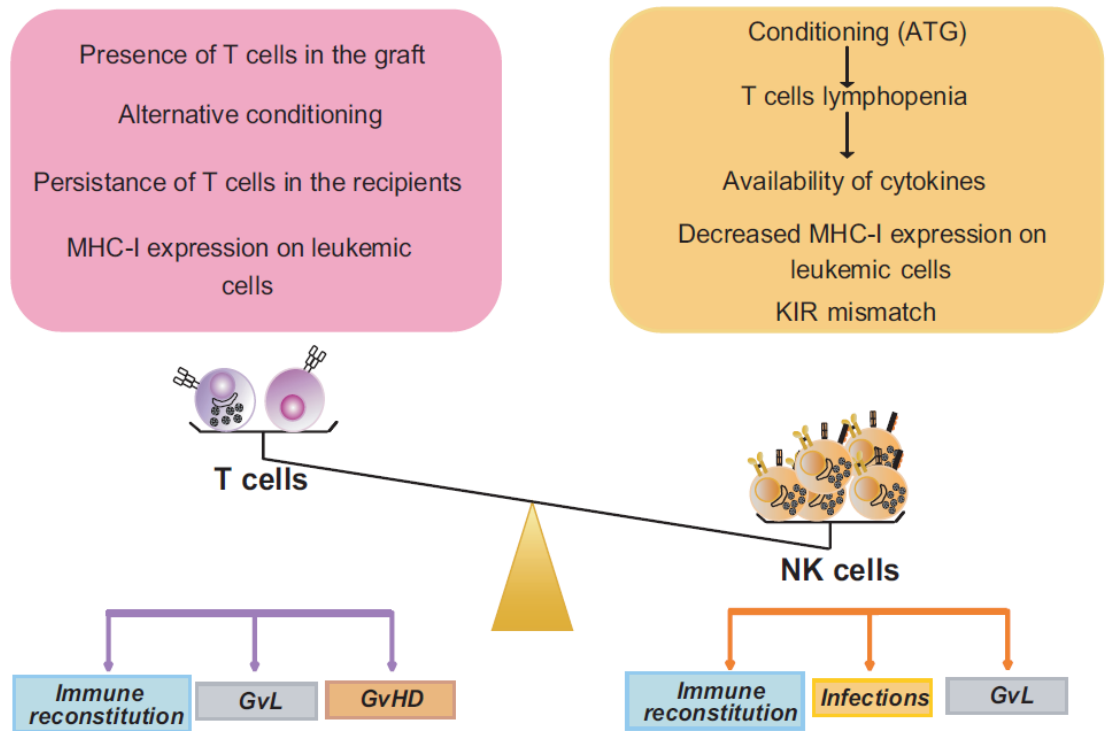 Presence of T cells in the graft
Alternative conditioning
Persistance of T cells in the recipients
MHC-I expression on leukemic
cells
Conditioning (ATG)
T cells lymphopenia
Availability of cytokines
Decreased MHC-I expression on
leukemic cells
KIR mismatch
T cells
NK cells
Immune
reconstitution
GvL
GvHD
Immune
reconstitution
Infections
GvL